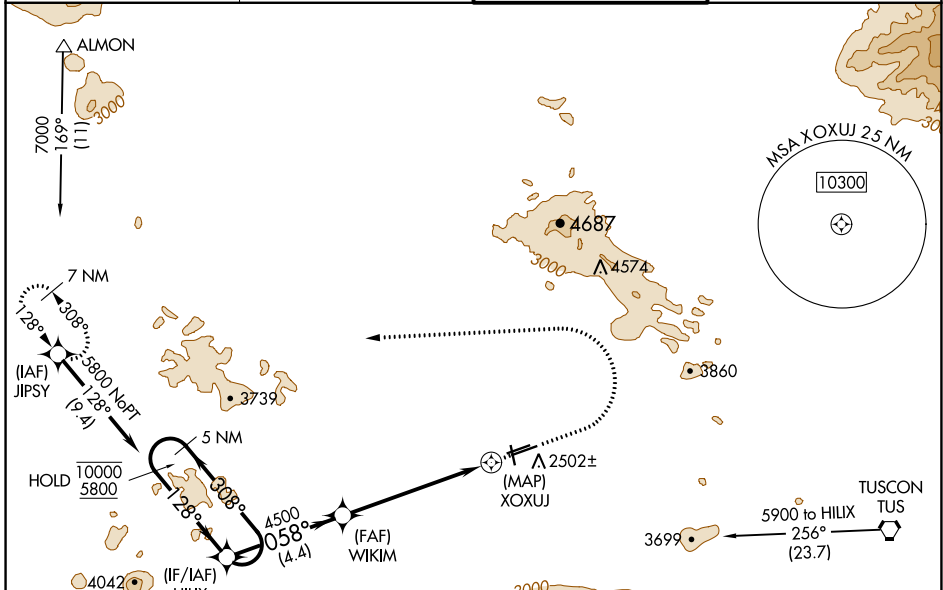 ALMON
3000
7000
169°
(11)
MSA XOXUJ 25 NM
10300
4687
3000
4574
7 NM
308°
128°
(IAF)
JIPSY
5800 NoPT
128°
(9.4)
3739
3860
5 NM
HOLD
10000
5800
308°
128°
2502±
(MAP)
XOXUJ
4500
058°
(4.4)
(FAF)
WIKIM
TUSCON
TUS
5900 to HILIX
256°
(23.7)
3699
(IF/IAF)
4042
3000